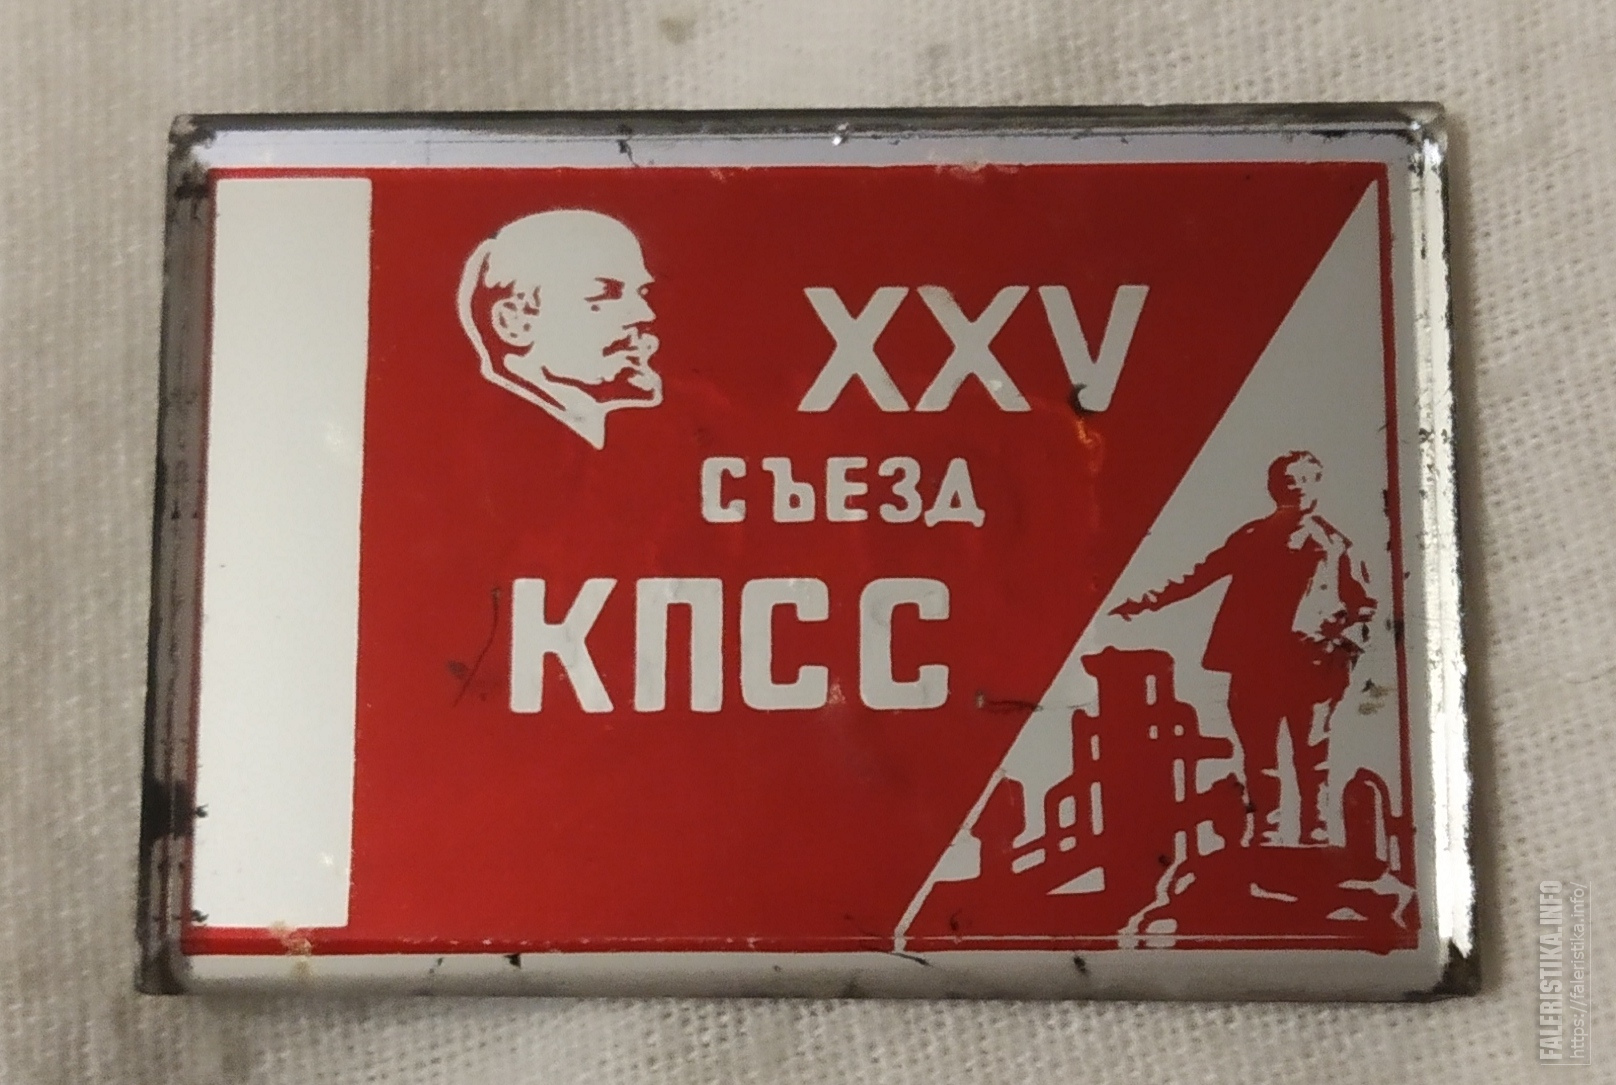 XXV
СЪЕЗД
КПСС
FALERISTIKA.INFO
https://faleristika.info/